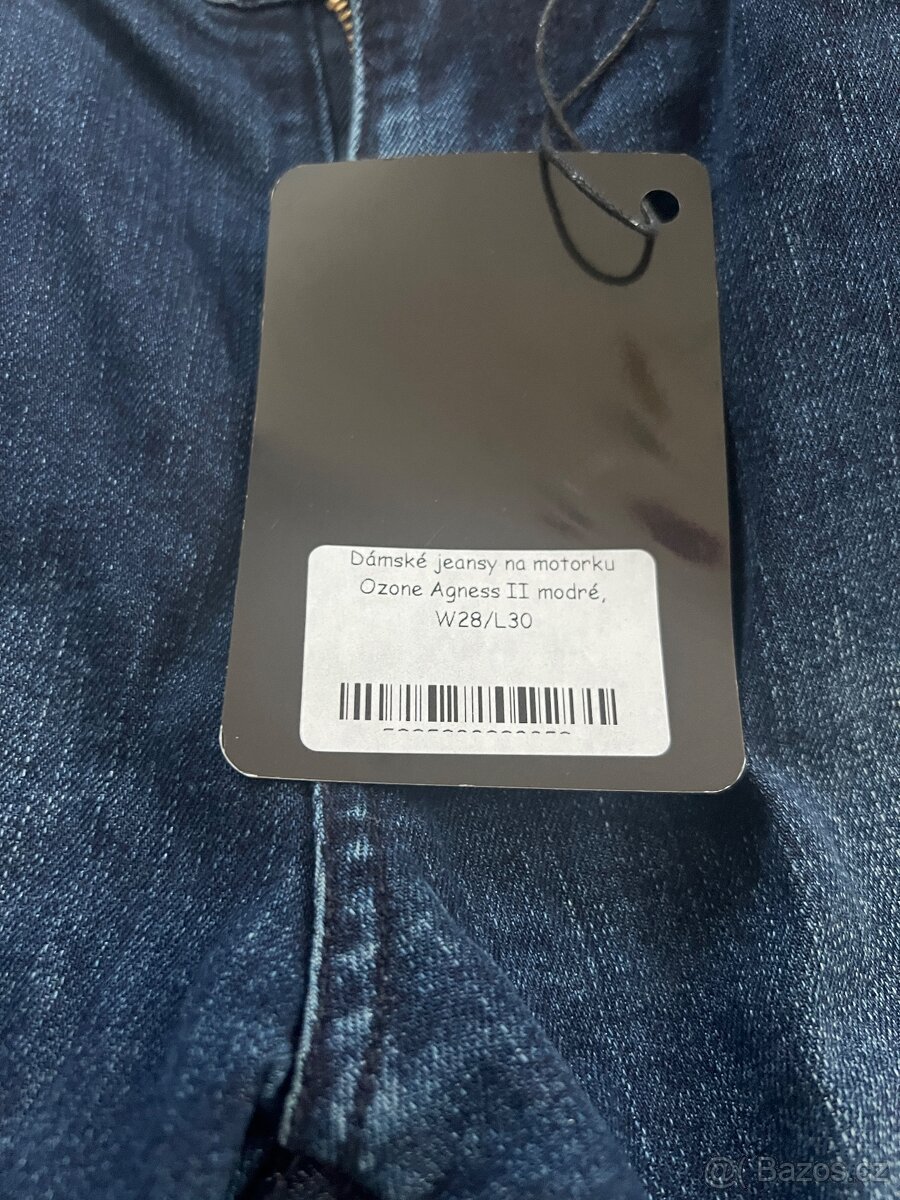 Dámské jeansy na motorku
Ozone Agness II modré,
W28/L30
@ Bazos.cz